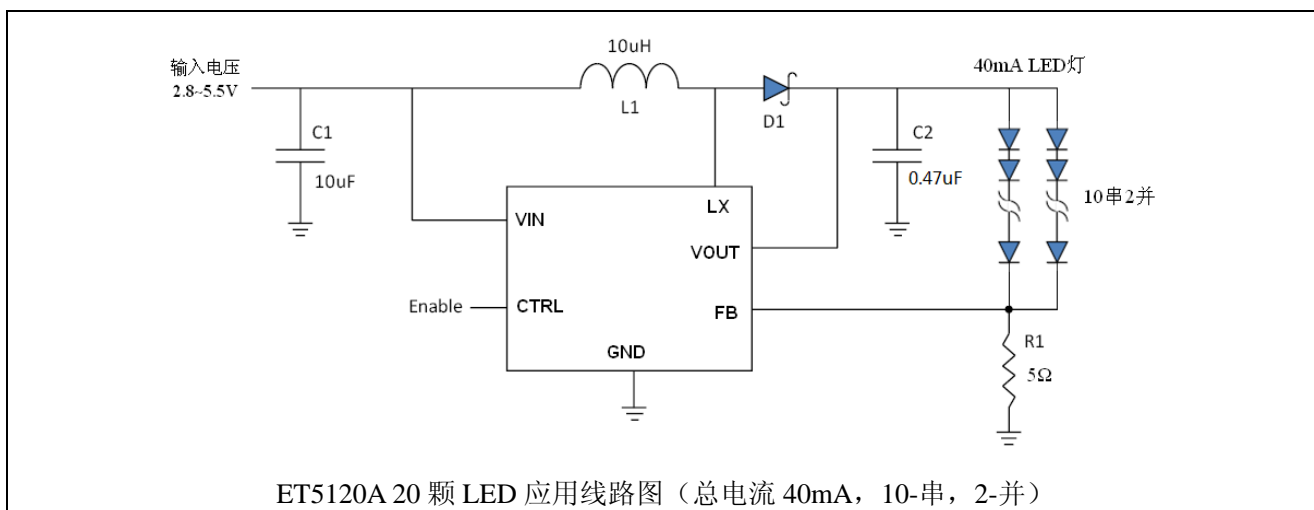 10uH
输入电压
2.8~5.5V
40mA LED灯
L1
D1
C1
10uF
C2
0.47uF
10串2并
VIN
LX
VOUT
Enable
CTRL
FB
GND
R1
5Ω
ET5120A 20 颗 LED 应用线路图（总电流 40mA，10-串，2-并）